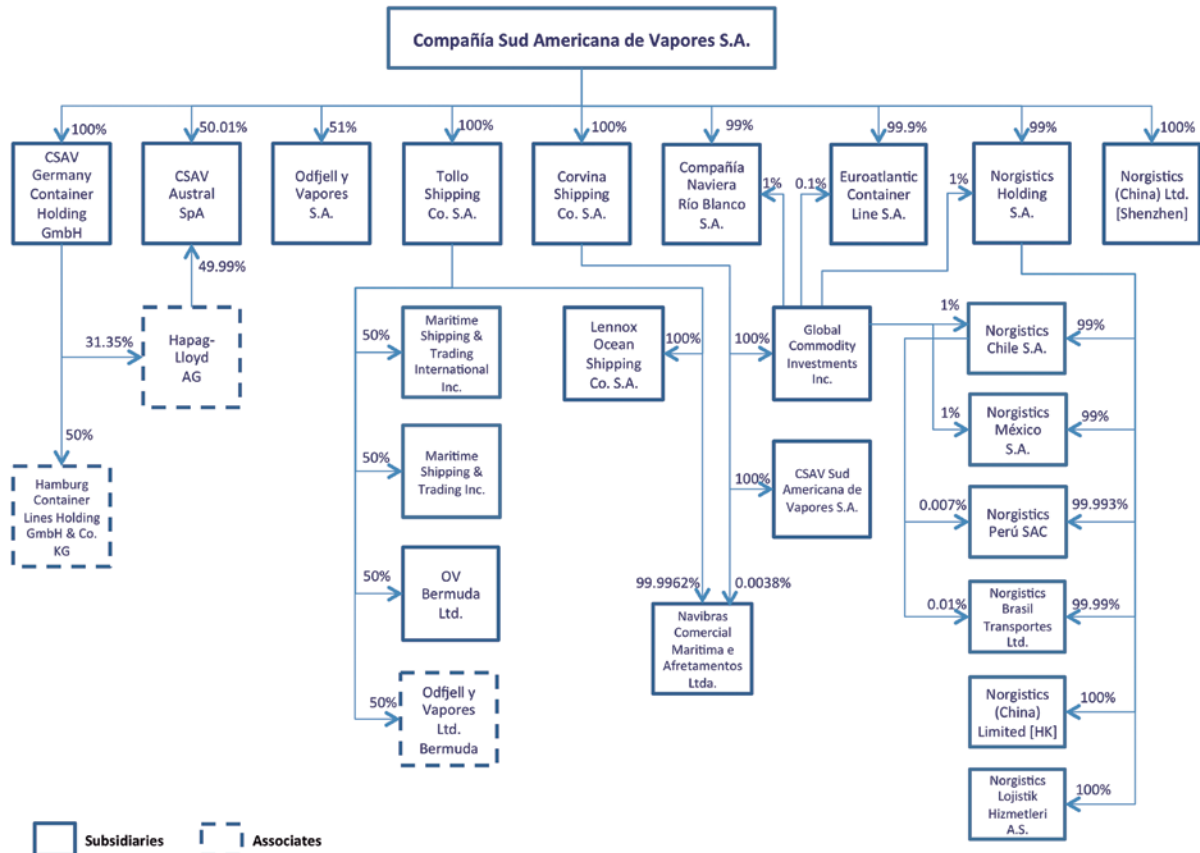 Compañía Sud Americana de Vapores S.A.
100%
50.01%
51%
100%
100%
99%
99.9%
99%
100%
CSAV
Germany
Container
Holding
GmbH
CSAV
Austral
SpA
Odfjell y
Vapores
S.A.
Tollo
Shipping
Co. S.A.
Corvina
Shipping
Co. S.A.
Compañía
Naviera
Río Blanco
S.A.
1%
0.1%
Euroatlantic
Container
Line S.A.
1%
Norgistics
Holding
S.A.
Norgistics
(China) Ltd.
[Shenzhen]
49.99%
31.35%
Hapag-
Lloyd
AG
50%
Hamburg
Container
Lines Holding
GmbH & Co.
KG
50%
Maritime
Shipping &
Trading
International
Inc.
50%
Maritime
Shipping &
Trading Inc.
50%
OV
Bermuda
Ltd.
50%
Odfjell y
Vapores
Ltd.
Bermuda
Lennox
Ocean
Shipping
Co. S.A.
100%
100%
Global
Commodity
Investments
Inc.
100%
CSAV Sud
Americana de
Vapores S.A.
99.9962%
0.0038%
Navibras
Comercial
Maritima e
Afretamentos
Ltda.
1%
Norgistics
Chile S.A.
99%
1%
Norgistics
México
S.A.
99%
0.007%
Norgistics
Perú SAC
99.993%
0.01%
Norgistics
Brasil
Transportes
Ltd.
99.99%
Norgistics
(China)
Limited [HK]
100%
Norgistics
Lojistik
Hizmetleri
A.S.
100%
Subsidiaries
Associates